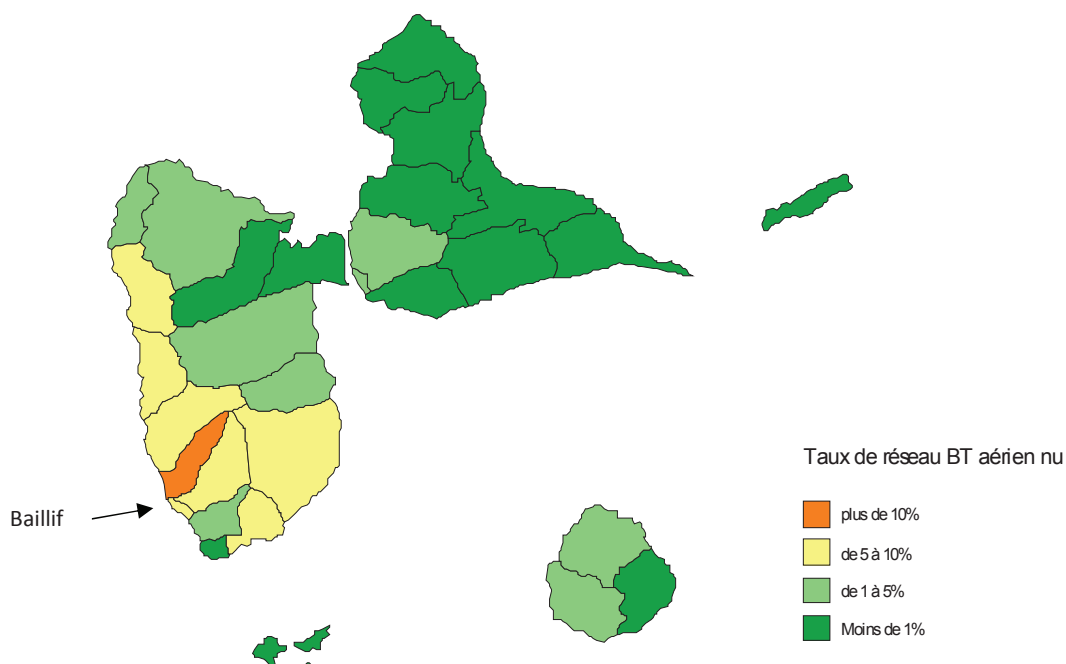 Baillif
Taux de réseau BT aérien nu
plus de 10%
de 5 à 10%
de 1 à 5%
Moins de 1%